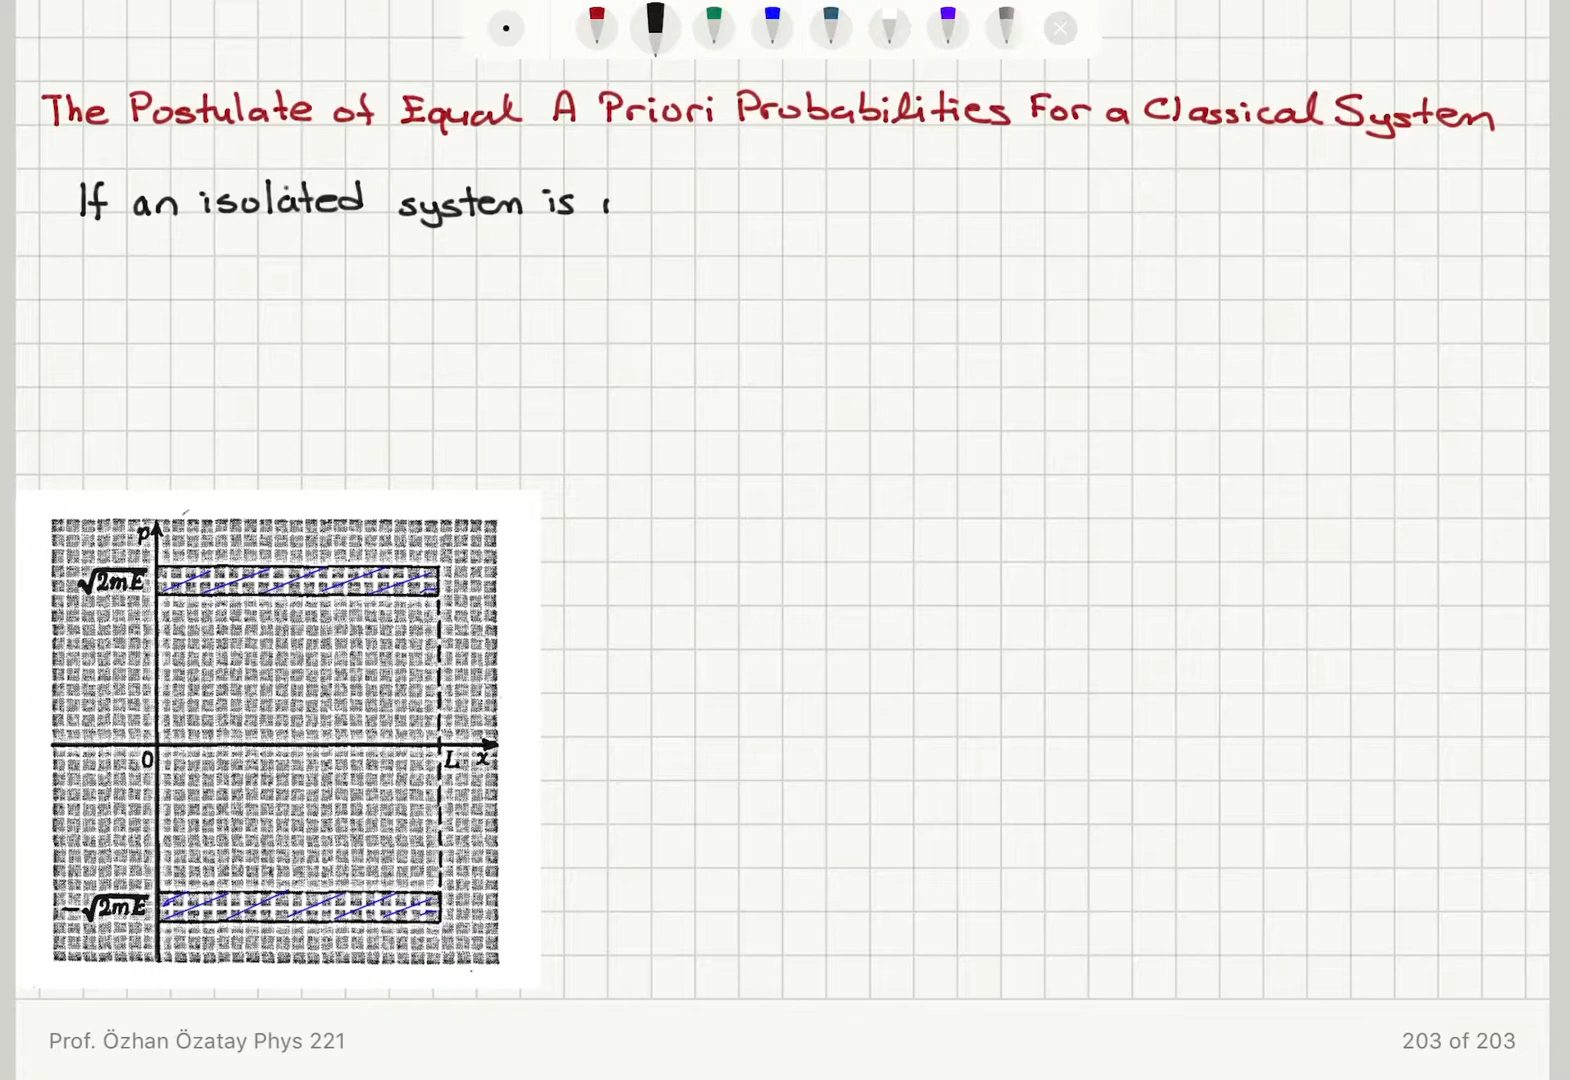 The Postulate of Equal A Priori Probabilities For a Classical System
If an isolated system is
p
√2mE
0
L x
-√2mE
Prof. Özhan Özatay Phys 221
203 of 203